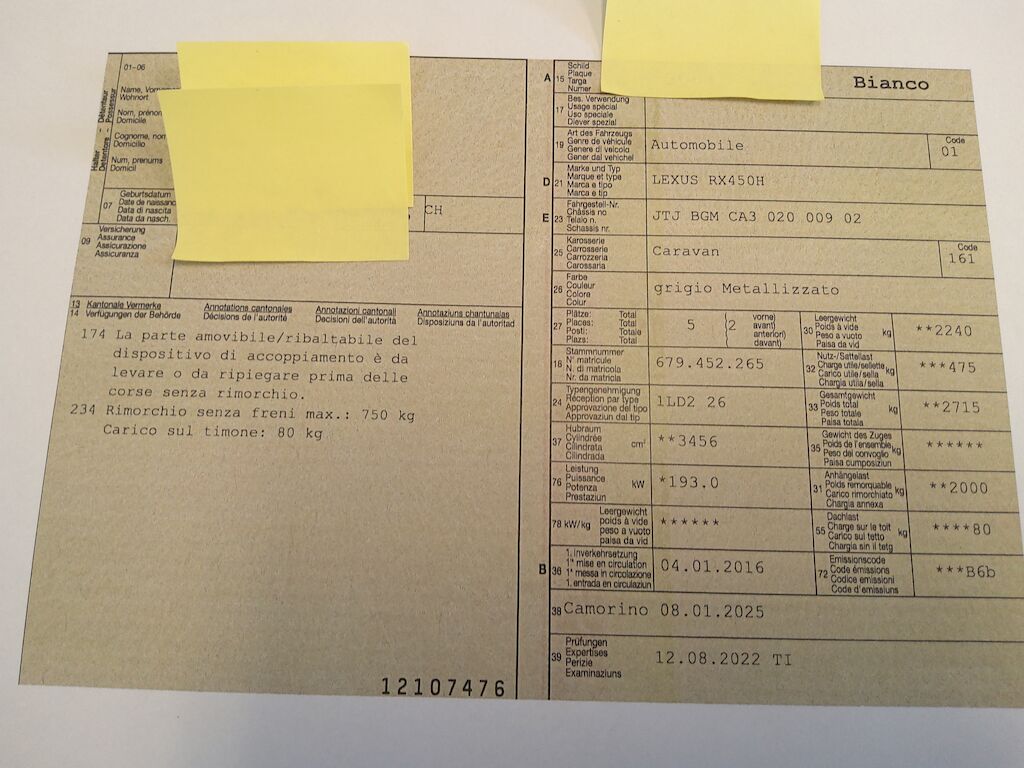 01-06
Name, Vorn
Wohnort
Nom, prénon
Domicile
Cognome, non
Domicilio
Num, prenums
Domicil
Halter - Détenteur
Detentore - Possessur
07
Geburtsdatum
Date de naissanc
Data di nascita
Data da nasch.
CH
09
Versicherung
Assurance
Assicurazione
Assicuranza
13 Kantonale Vermerke Annotations cantonales Annotazioni cantonali Annotaziuns chantunalas
14 Verfügungen der Behörde Décisions de l'autorité Decisioni dell'autorità Disposiziuns da l'autoritad
174 La parte amovibile/ribaltabile del
dispositivo di accoppiamento è da
levare o da ripiegare prima delle
corse senza rimorchio.
234 Rimorchio senza freni max.: 750 kg
Carico sul timone: 80 kg
12107476
A 15
Schild
Plaque
Targa
Numer
Bianco
17
Bes. Verwendung
Usage spécial
Uso speciale
Diever spezial
19
Art des Fahrzeugs
Genre de véhicule
Genere di veicolo
Gener dal vehichel
Automobile
Code
01
D 21
Marke und Typ
Marque et type
Marca e tipo
Marca e tip
LEXUS RX450H
E 23
Fahrgestell-Nr.
Châssis no
Telaio n.
Schassis nr.
JTJ BGM CA3 020 009 02
25
Karosserie
Carrosserie
Carrozzeria
Carossaria
Caravan
Code
161
26
Farbe
Couleur
Colore
Colur
grigio Metallizzato
27
Plätze: Total
Places: Total
Posti: Totale
Plazs: Total
5
(2
vorne)
avant)
anteriori)
davant)
30
Leergewicht
Poids à vide
Peso a vuoto
Paisa da vid
kg
**2240
18
Stammnummer
N° matricule
N. di matricola
Nr. da matricla
679.452.265
32
Nutz-/Sattellast
Charge utile/sellette
Carico utile/sella
Chargia utila/sella
kg
***475
24
Typengenehmigung
Réception par type
Approvazione del tipo
Approvaziun dal tip
1LD2 26
33
Gesamtgewicht
Poids total
Peso totale
Paisa totala
kg
**2715
37
Hubraum
Cylindrée
Cilindrata
Cilindrada
cm³
**3456
35
Gewicht des Zuges
Poids de l'ensemble
Peso del convoglio
Paisa cumposiziun
kg
******
76
Leistung
Puissance
Potenza
Prestaziun
kW
*193.0
31
Anhängelast
Poids remorquable
Carico rimorchiato
Chargia annexa
kg
**2000
78 kW/kg
Leergewicht
poids à vide
peso a vuoto
paisa da vid
******
55
Dachlast
Charge sur le toit
Carico sul tetto
Chargia sin il tetg
kg
****80
B 36
1. Inverkehrsetzung
1re mise en circulation
1a messa in circolazione
1. entrada en circulaziun
04.01.2016
72
Emissionscode
Code émissions
Codice emissioni
Code d'emissiuns
***B6b
38 Camorino 08.01.2025
39
Prüfungen
Expertises
Perizie
Examinaziuns
12.08.2022 TI